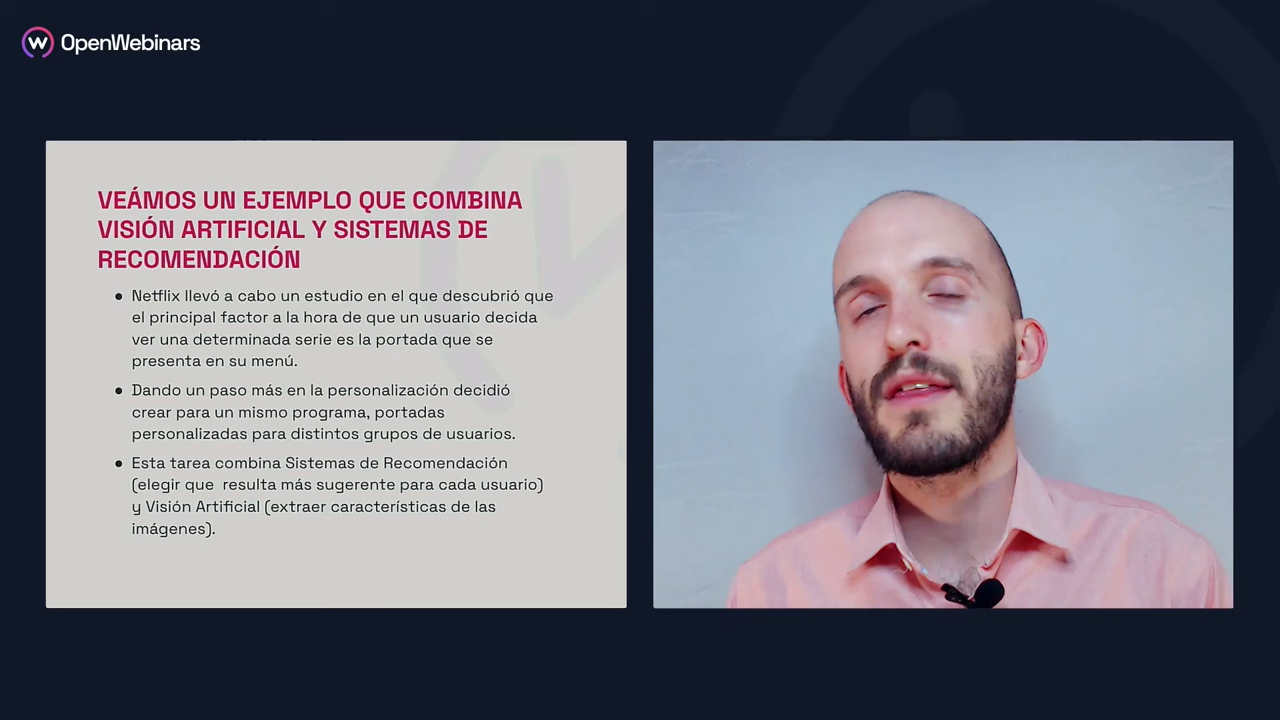 OpenWebinars
VEÁMOS UN EJEMPLO QUE COMBINA
VISIÓN ARTIFICIAL Y SISTEMAS DE
RECOMENDACIÓN
● Netflix llevó a cabo un estudio en el que descubrió que
el principal factor a la hora de que un usuario decida
ver una determinada serie es la portada que se
presenta en su menú.
● Dando un paso más en la personalización decidió
crear para un mismo programa, portadas
personalizadas para distintos grupos de usuarios.
● Esta tarea combina Sistemas de Recomendación
(elegir que  resulta más sugerente para cada usuario)
y Visión Artificial (extraer características de las
imágenes).